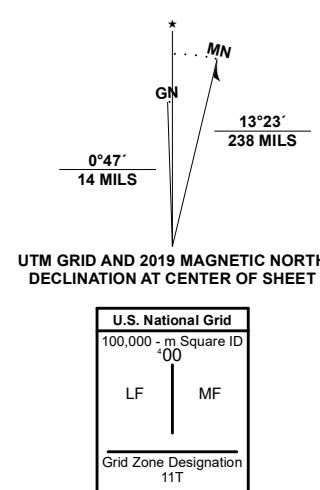 ★
MN
GN
13°23´
238 MILS
0°47´
14 MILS
UTM GRID AND 2019 MAGNETIC NORTH
DECLINATION AT CENTER OF SHEET
U.S. National Grid
100,000 - m Square ID
⁴00
LF MF
Grid Zone Designation
11T